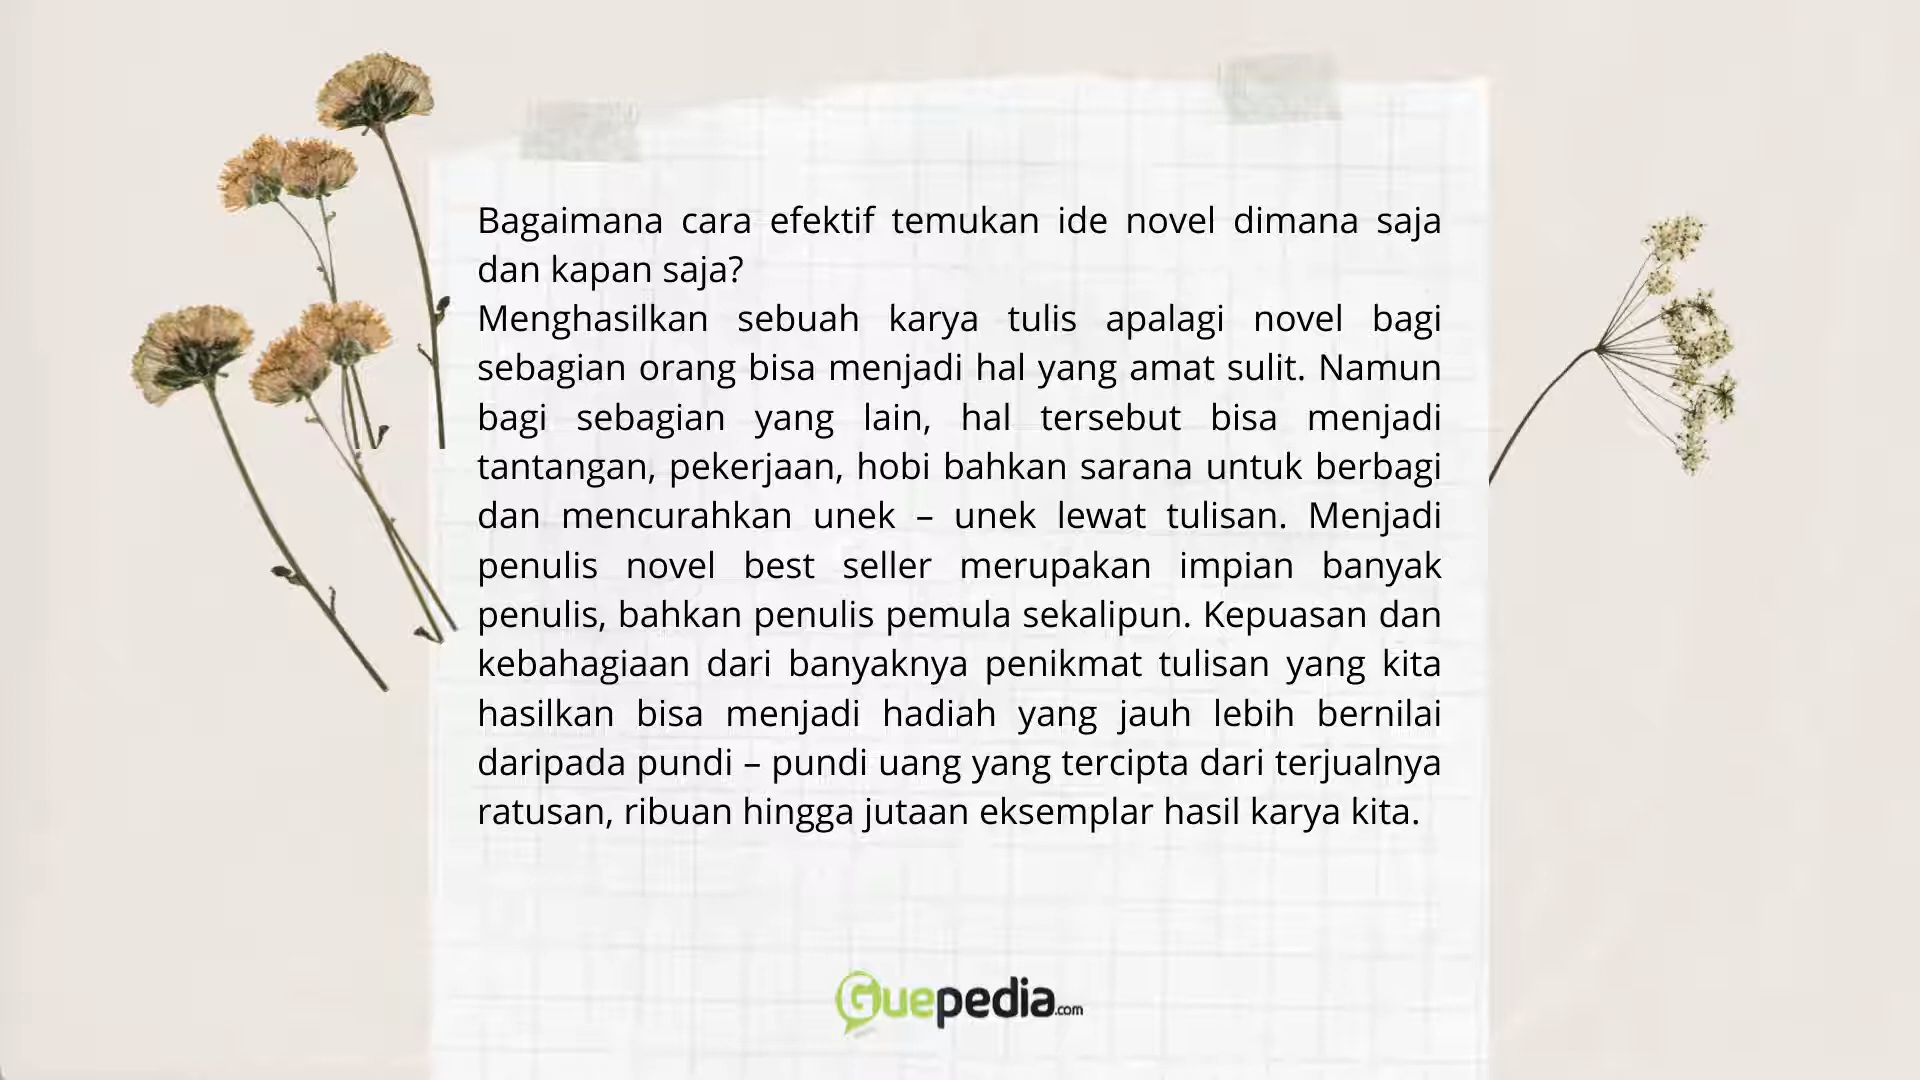 Bagaimana cara efektif temukan ide novel dimana saja
dan kapan saja?
Menghasilkan sebuah karya tulis apalagi novel bagi
sebagian orang bisa menjadi hal yang amat sulit. Namun
bagi sebagian yang lain, hal tersebut bisa menjadi
tantangan, pekerjaan, hobi bahkan sarana untuk berbagi
dan mencurahkan unek – unek lewat tulisan. Menjadi
penulis novel best seller merupakan impian banyak
penulis, bahkan penulis pemula sekalipun. Kepuasan dan
kebahagiaan dari banyaknya penikmat tulisan yang kita
hasilkan bisa menjadi hadiah yang jauh lebih bernilai
daripada pundi – pundi uang yang tercipta dari terjualnya
ratusan, ribuan hingga jutaan eksemplar hasil karya kita.
Guepedia.com